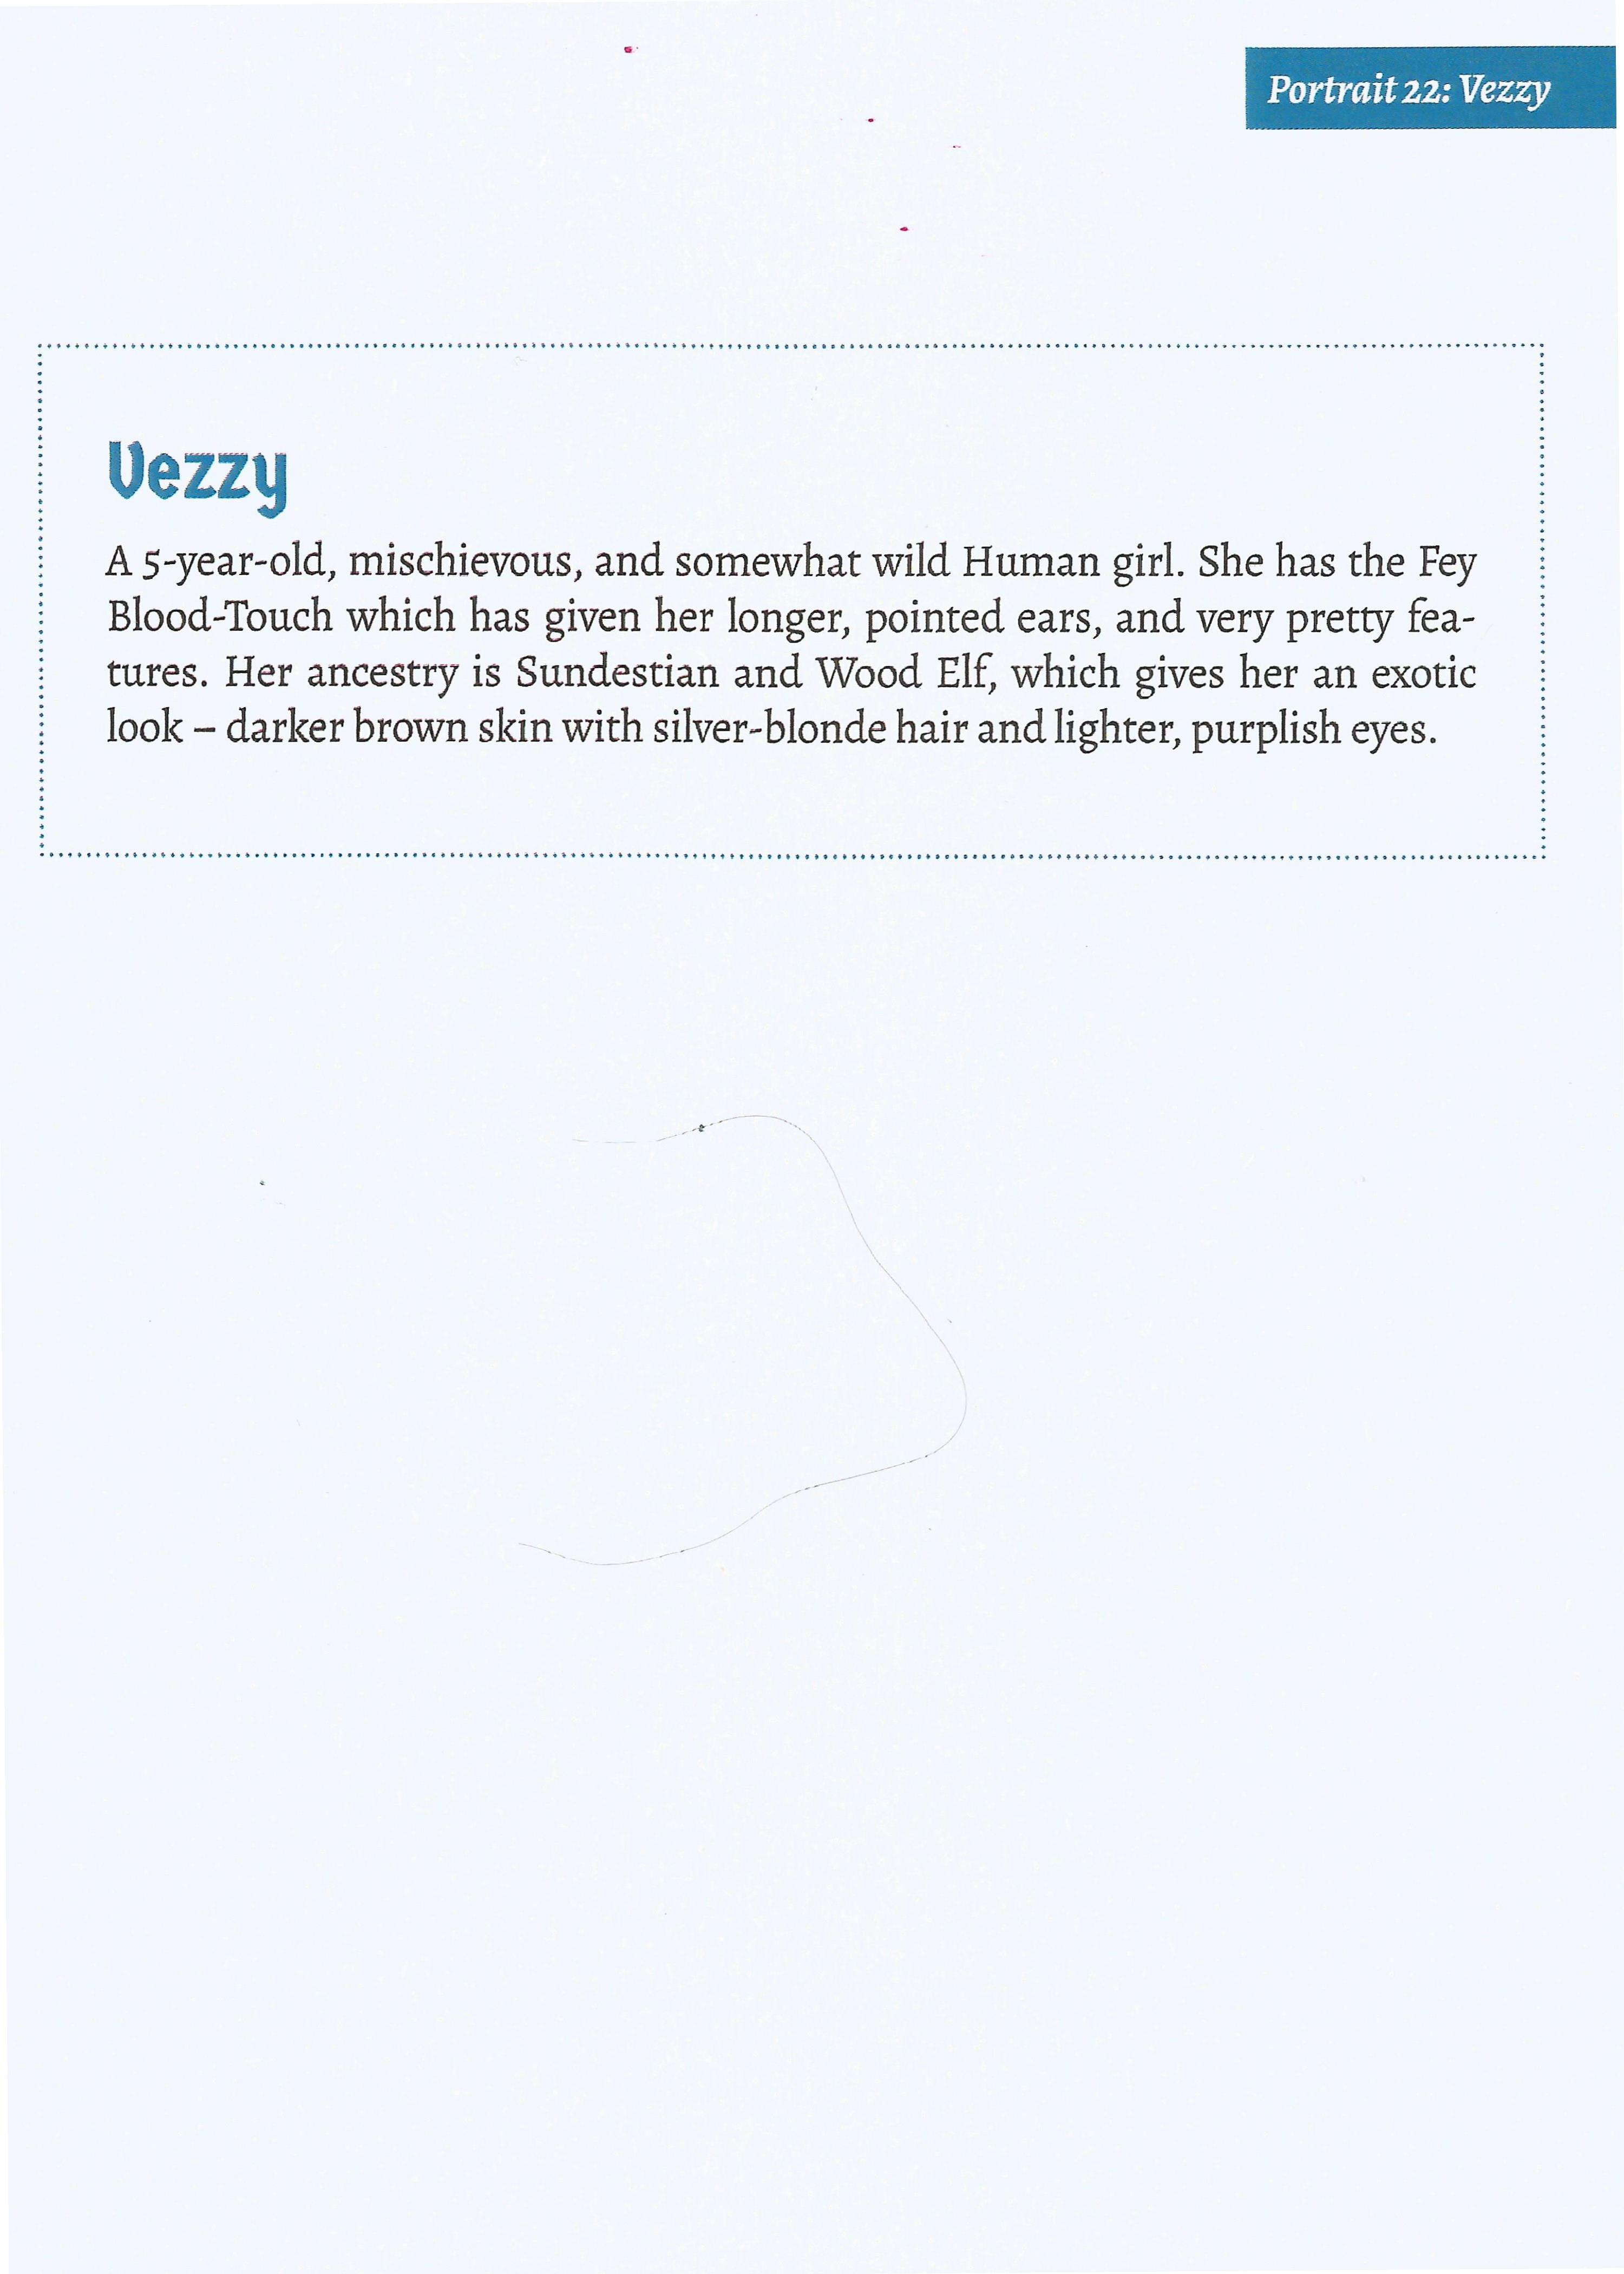 Portrait 22: Vezzy
Vezzy
A 5-year-old, mischievous, and somewhat wild Human girl. She has the Fey
Blood-Touch which has given her longer, pointed ears, and very pretty fea-
tures. Her ancestry is Sundestian and Wood Elf, which gives her an exotic
look – darker brown skin with silver-blonde hair and lighter, purplish eyes.